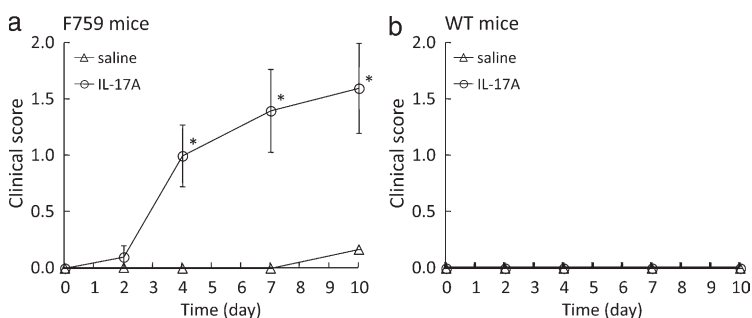 a F759 mice
2.0
saline
IL-17A
1.5
1.0
0.5
0.0
Clinical score
* * *
0 1 2 3 4 5 6 7 8 9 10
Time (day)
b WT mice
2.0
saline
IL-17A
1.5
1.0
0.5
0.0
Clinical score
0 1 2 3 4 5 6 7 8 9 10
Time (day)